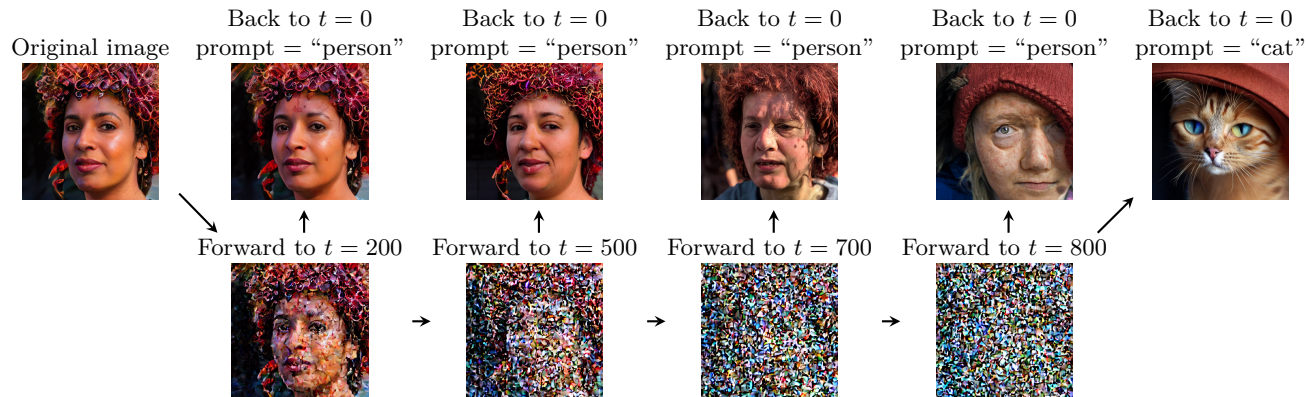 Original image
Back to t = 0
prompt = “person”
Back to t = 0
prompt = “person”
Back to t = 0
prompt = “person”
Back to t = 0
prompt = “person”
Back to t = 0
prompt = “cat”
Forward to t = 200
Forward to t = 500
Forward to t = 700
Forward to t = 800